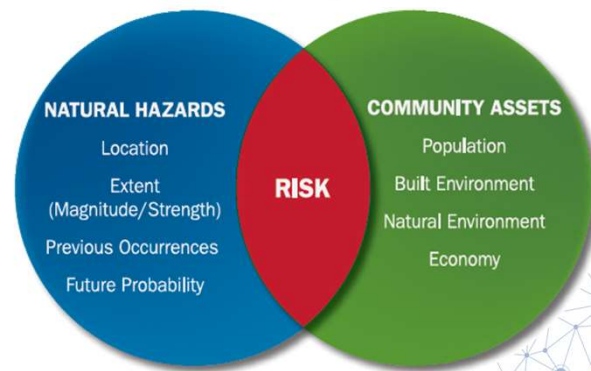 NATURAL HAZARDS
Location
Extent
(Magnitude/Strength)
Previous Occurrences
Future Probability
RISK
COMMUNITY ASSETS
Population
Built Environment
Natural Environment
Economy